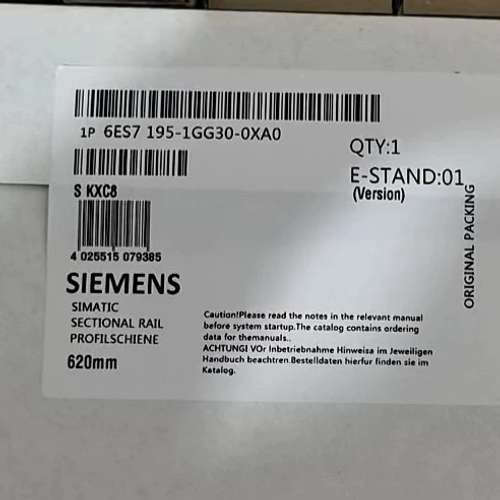 1P 6ES7 195-1GG30-0XA0
QTY:1
E-STAND:01
(Version)
S KXC8
4 025515 079385
SIEMENS
SIMATIC
SECTIONAL RAIL
PROFILSCHIENE
620mm
Caution!Please read the notes in the relevant manual
before system startup.The catalog contains ordering
data for themanuals..
ACHTUNGI VOr Inbetriebnahme Hinweisa im Jeweiligen
Handbuch beachtren.Bestelldaten hierfur finden sie im
Katalog.
ORIGINAL PACKING